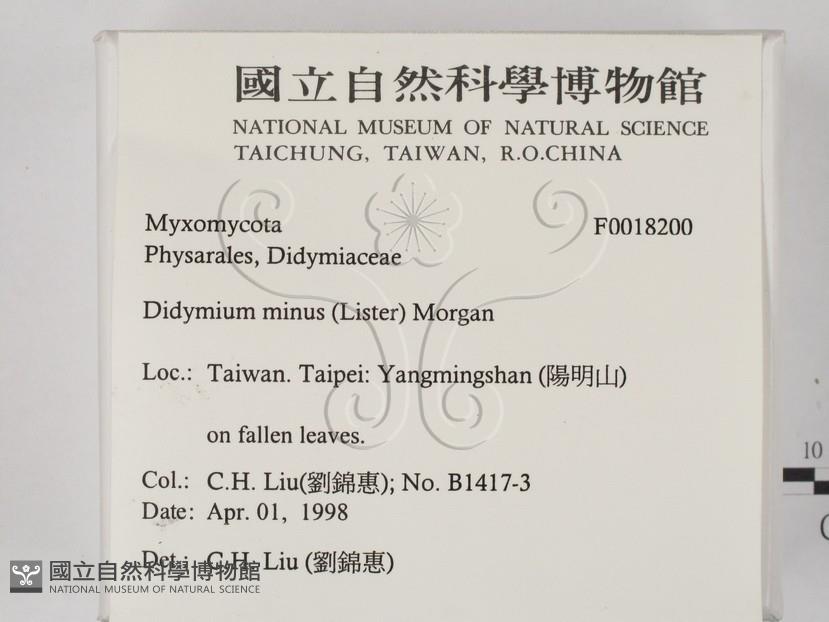 國立自然科學博物館
NATIONAL MUSEUM OF NATURAL SCIENCE
TAICHUNG, TAIWAN, R.O.CHINA
Myxomycota F0018200
Physarales, Didymiaceae
Didymium minus (Lister) Morgan
Loc.: Taiwan. Taipei: Yangmingshan (陽明山)
on fallen leaves.
Col.: C.H. Liu(劉錦惠); No. B1417-3
Date: Apr. 01, 1998
Det.: C.H. Liu (劉錦惠)
國立自然科學博物館
NATIONAL MUSEUM OF NATURAL SCIENCE
10